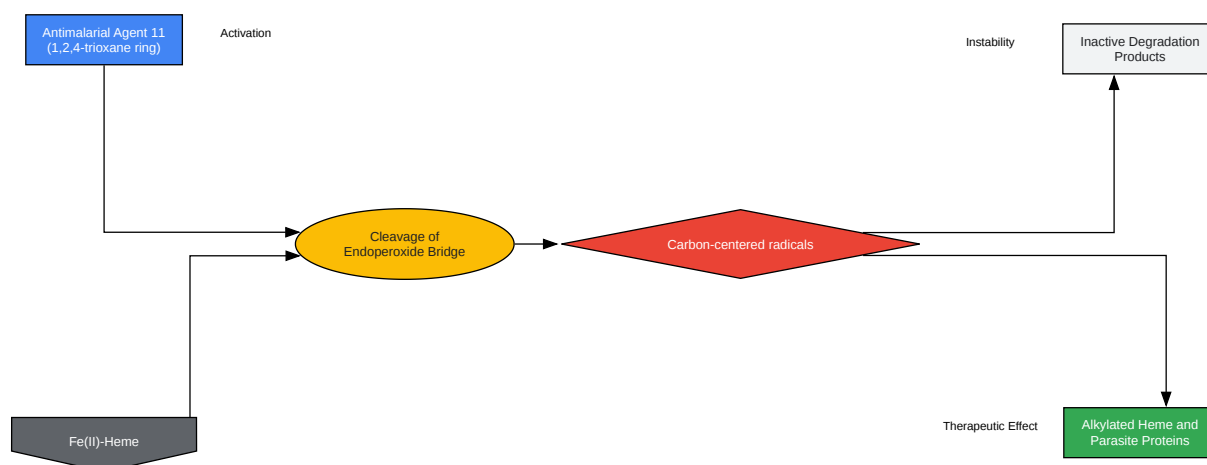 Antimalarial Agent 11
(1,2,4-trioxane ring)
Activation
Instability
Inactive Degradation
Products
Cleavage of
Endoperoxide Bridge
Carbon-centered radicals
Fe(II)-Heme
Therapeutic Effect
Alkylated Heme and
Parasite Proteins